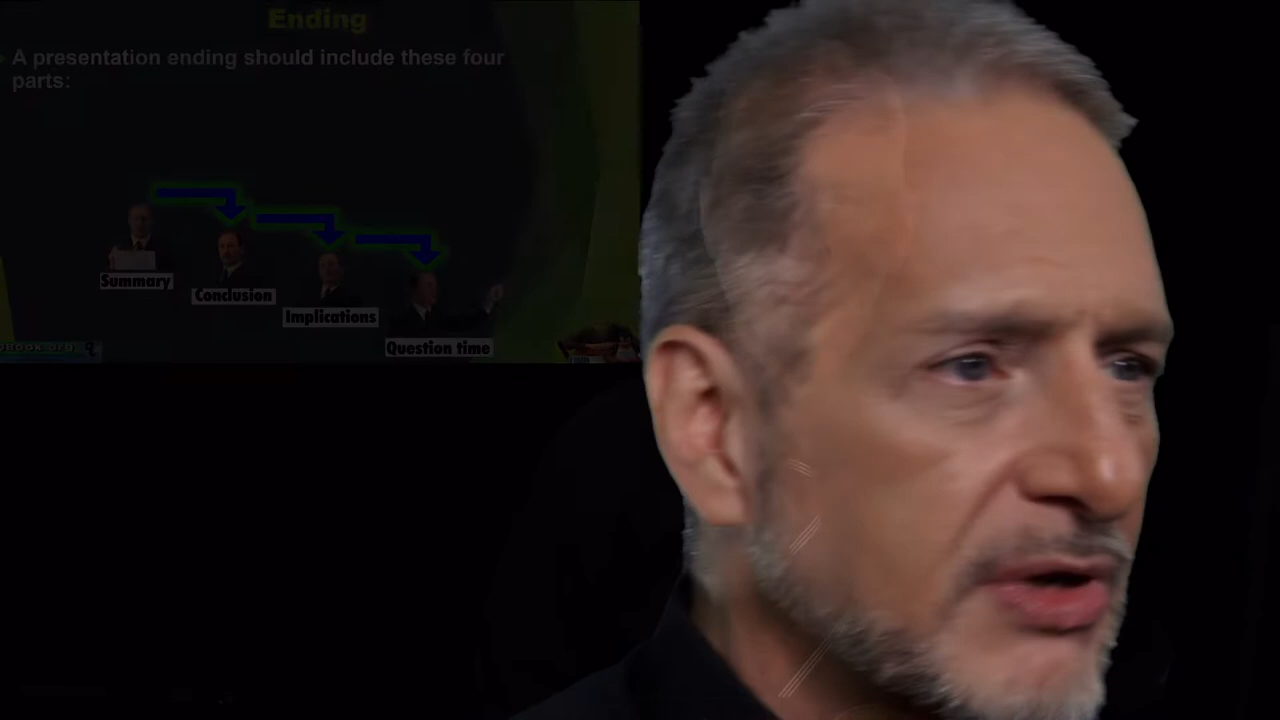 Ending
A presentation ending should include these four
parts:
Summary
Conclusion
Implications
Question time